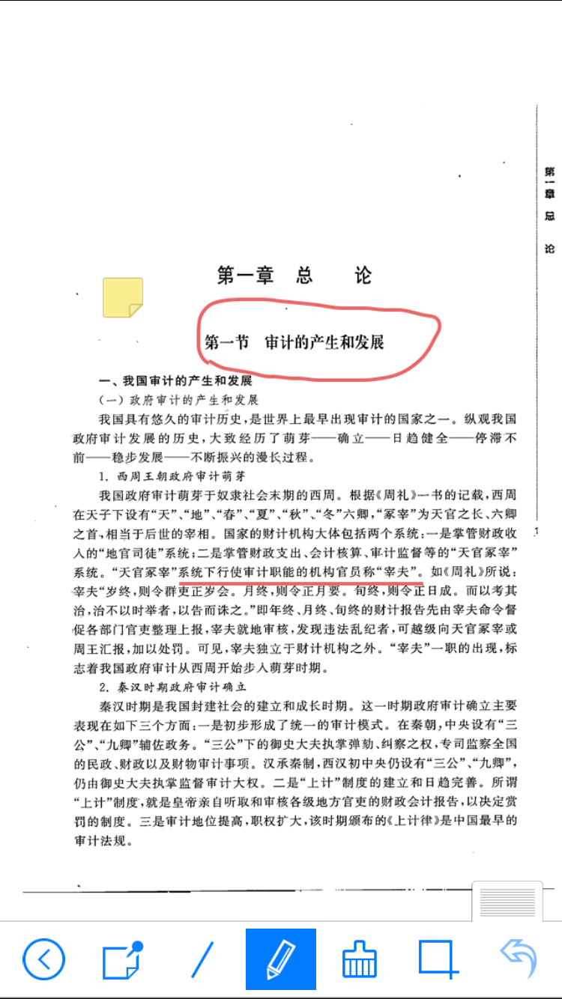 第一章 总 论
第一章 总 论
第一节 审计的产生和发展
一、我国审计的产生和发展
（一）政府审计的产生和发展
我国具有悠久的审计历史，是世界上最早出现审计的国家之一。纵观我国
政府审计发展的历史，大致经历了萌芽——确立——日趋健全——停滞不
前——稳步发展——不断振兴的漫长过程。
1. 西周王朝政府审计萌芽
我国政府审计萌芽于奴隶社会末期的西周。根据《周礼》一书的记载，西周
在天子下设有“天”、“地”、“春”、“夏”、“秋”、“冬”六卿，“冢宰”为天官之长、六卿
之首，相当于后世的宰相。国家的财计机构大体包括两个系统：一是掌管财政收
入的“地官司徒”系统；二是掌管财政支出、会计核算、审计监督等的“天官冢宰”
系统。“天官冢宰”系统下行使审计职能的机构官员称“宰夫”。如《周礼》所说：
宰夫“岁终，则令群吏正岁会。月终，则令正月要。旬终，则令正日成。而以考其
治，治不以时举者，以告而诛之。”即年终、月终、旬终的财计报告先由宰夫命令督
促各部门官吏整理上报，宰夫就地审核，发现违法乱纪者，可越级向天官冢宰或
周王汇报，加以处罚。可见，宰夫独立于财计机构之外。“宰夫”一职的出现，标
志着我国政府审计从西周开始步入萌芽时期。
2. 秦汉时期政府审计确立
秦汉时期是我国封建社会的建立和成长时期。这一时期政府审计确立主要
表现在如下三个方面：一是初步形成了统一的审计模式。在秦朝，中央设有“三
公”、“九卿”辅佐政务。“三公”下的御史大夫执掌弹劾、纠察之权，专司监察全国
的民政、财政以及财物审计事项。汉承秦制，西汉初中央仍设有“三公”、“九卿”，
仍由御史大夫执掌监督审计大权。二是“上计”制度的建立和日趋完善。所谓
“上计”制度，就是皇帝亲自听取和审核各级地方官吏的财政会计报告，以决定赏
罚的制度。三是审计地位提高，职权扩大，该时期颁布的《上计律》是中国最早的
审计法规。
1